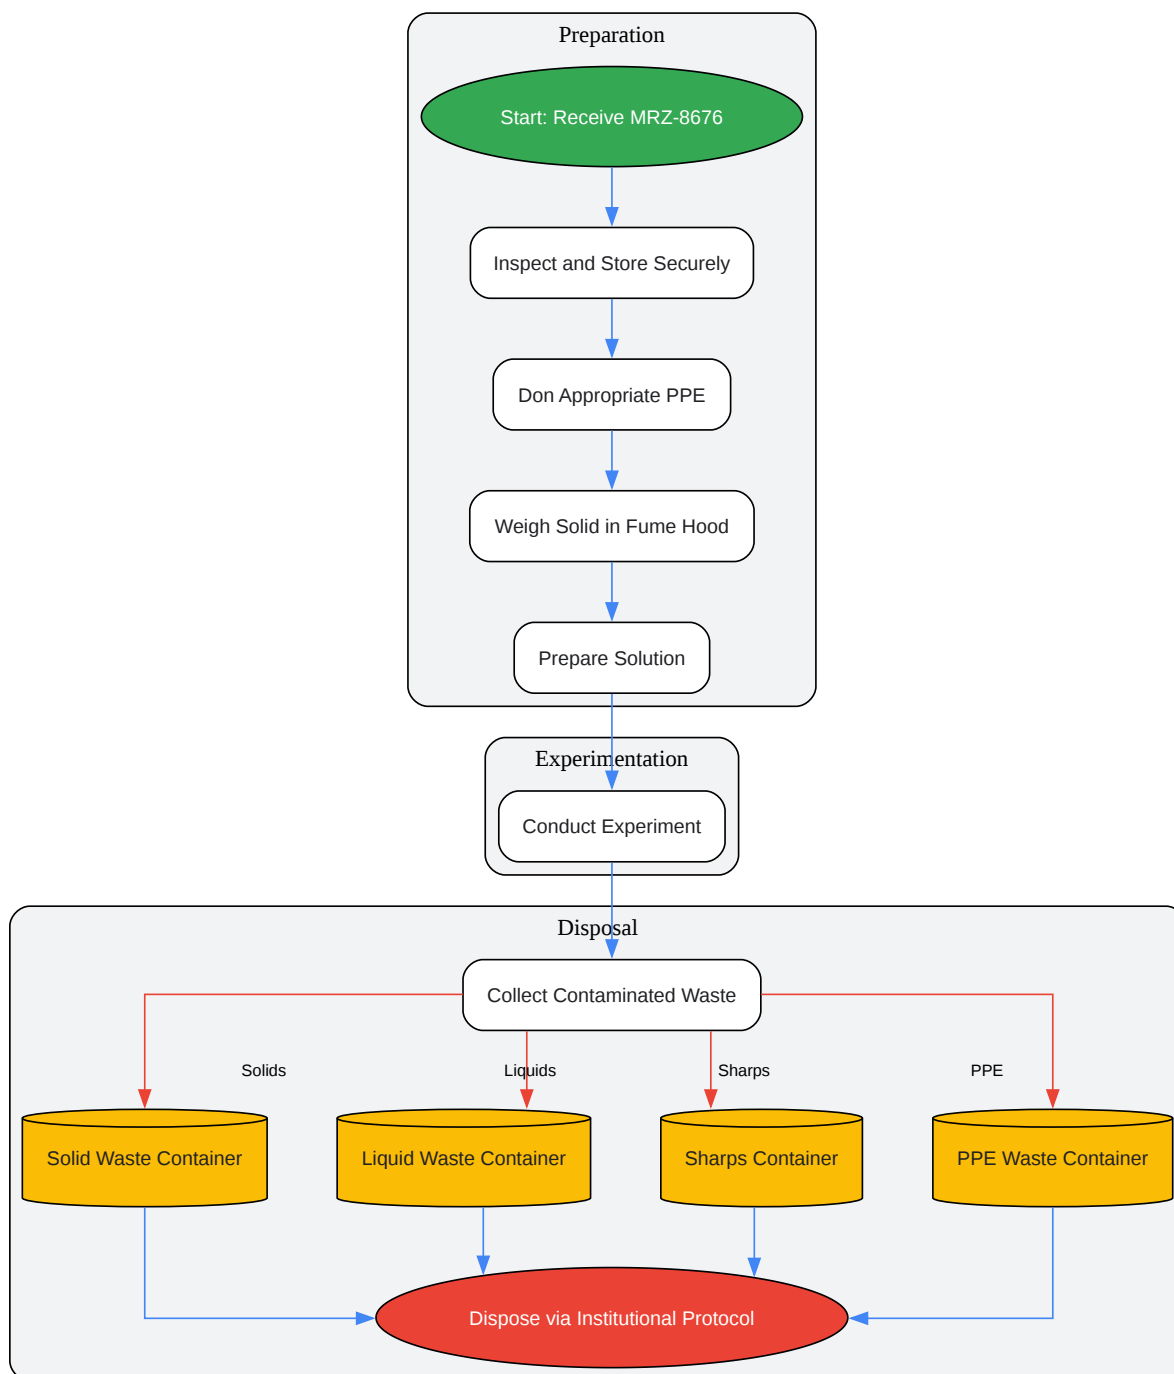 Preparation
Start: Receive MRZ-8676
Inspect and Store Securely
Don Appropriate PPE
Weigh Solid in Fume Hood
Prepare Solution
Experimentation
Conduct Experiment
Disposal
Collect Contaminated Waste
Solids
Liquids
Sharps
PPE
Solid Waste Container
Liquid Waste Container
Sharps Container
PPE Waste Container
Dispose via Institutional Protocol